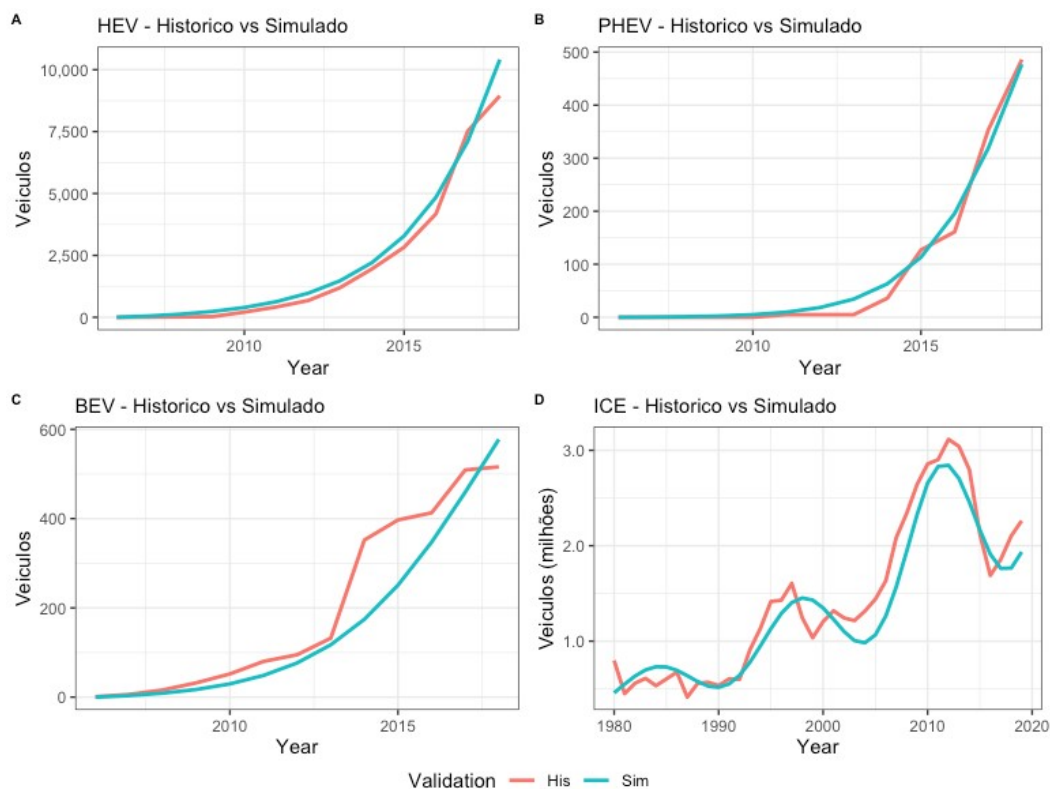 A
HEV - Historico vs Simulado
10,000
7,500
5,000
2,500
0
Veiculos
2010
2015
Year
B
PHEV - Historico vs Simulado
500
400
300
200
100
0
Veiculos
2010
2015
Year
C
BEV - Historico vs Simulado
600
400
200
0
Veiculos
2010
2015
Year
D
ICE - Historico vs Simulado
3.0
2.0
1.0
Veiculos (milhões)
1980
1990
2000
2010
2020
Year
Validation His Sim